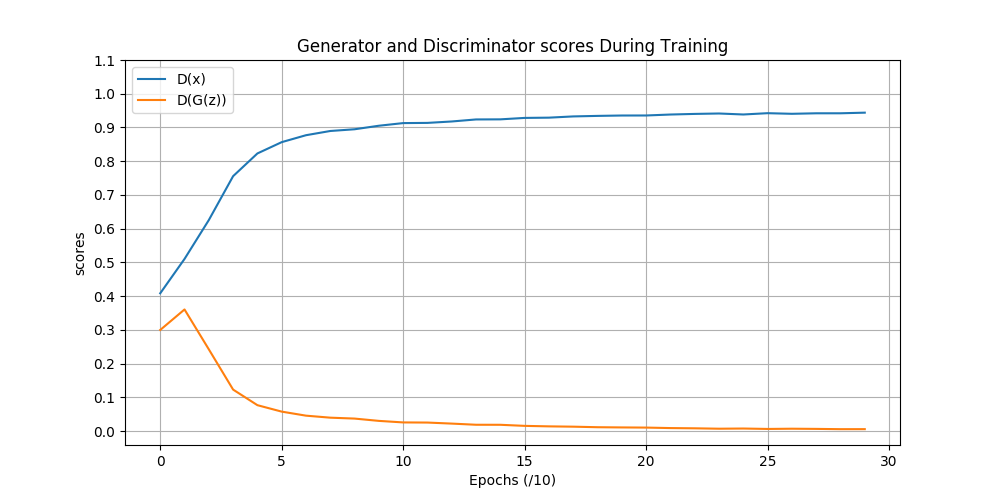 Generator and Discriminator scores During Training
D(x)
D(G(z))
scores
1.1
1.0
0.9
0.8
0.7
0.6
0.5
0.4
0.3
0.2
0.1
0.0
0 5 10 15 20 25 30
Epochs (/10)